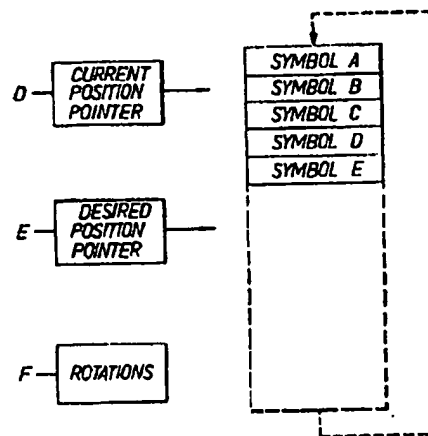 D
CURRENT
POSITION
POINTER
E
DESIRED
POSITION
POINTER
F
ROTATIONS
SYMBOL A
SYMBOL B
SYMBOL C
SYMBOL D
SYMBOL E